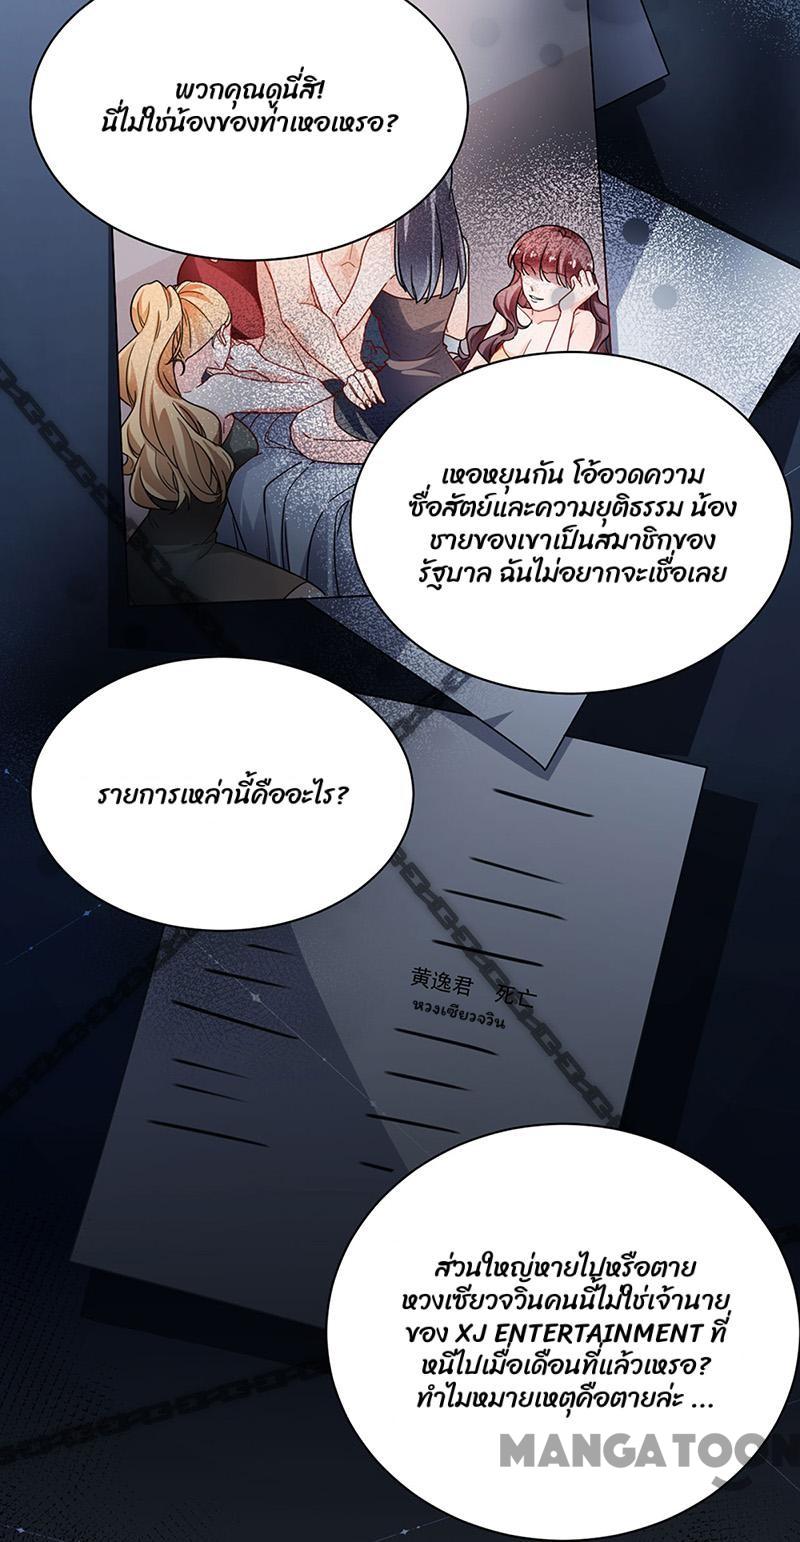 พวกคุณดูนี่สิ!
นี่ไม่ใช่น้องของท่าเหอเหรอ?
เหอหยุนกัน โอ้อวดความ
ซื่อสัตย์และความยุติธรรม น้อง
ชายของเขาเป็นสมาชิกของ
รัฐบาล ฉันไม่อยากจะเชื่อเลย
รายการเหล่านี้คืออะไร?
黄逸君 死亡
หวงเซียวจวิน
ส่วนใหญ่หายไปหรือตาย
หวงเซียวจวินคนนี้ไม่ใช่เจ้านาย
ของ XJ ENTERTAINMENT ที่
หนีไปเมื่อเดือนที่แล้วเหรอ?
ทำไมหมายเหตุคือตายล่ะ ...
MANGATOON